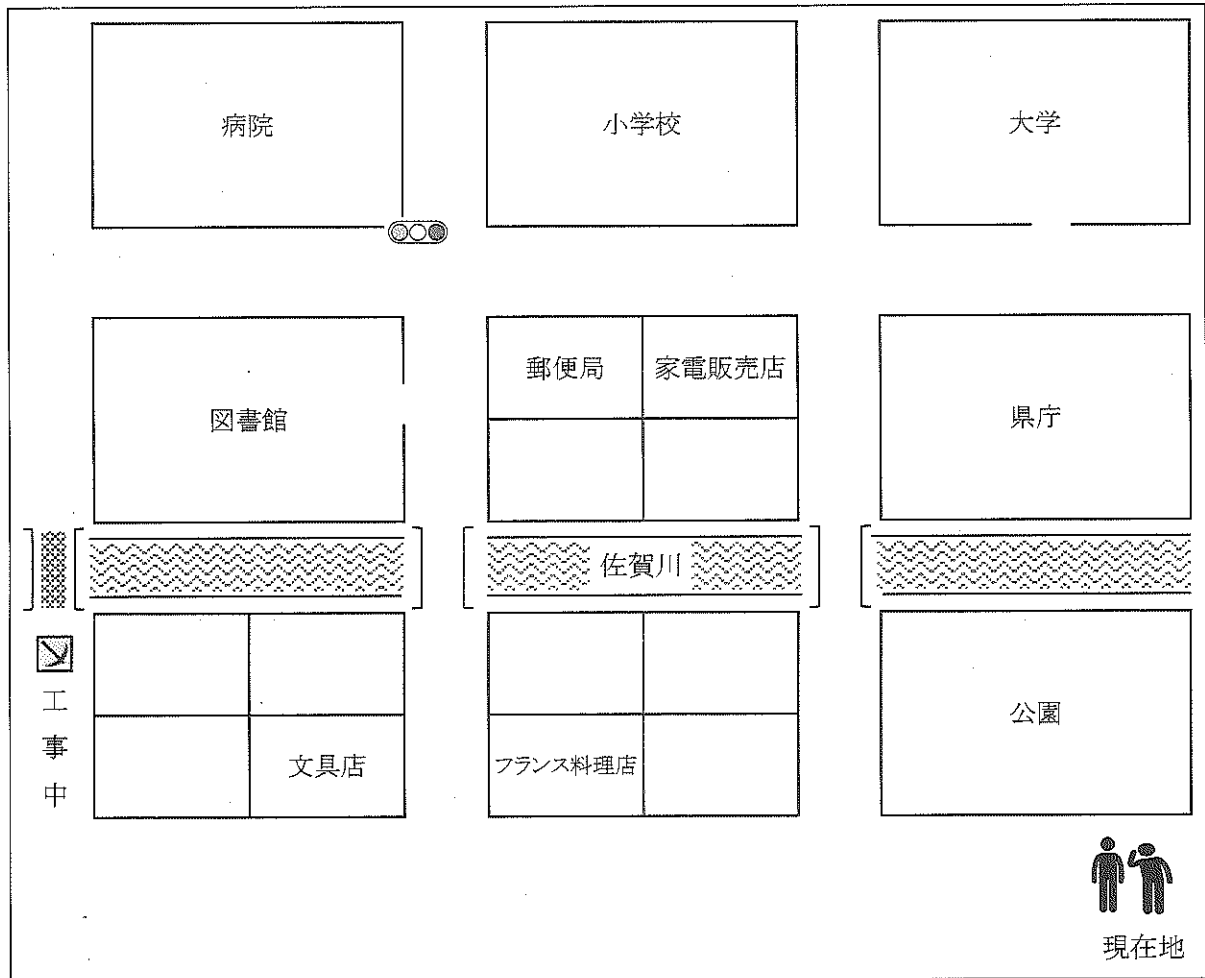 病院
小学校
大学
郵便局
家電販売店
図書館
県庁
佐賀川
工事中
文具店
フランス料理店
公園
現在地